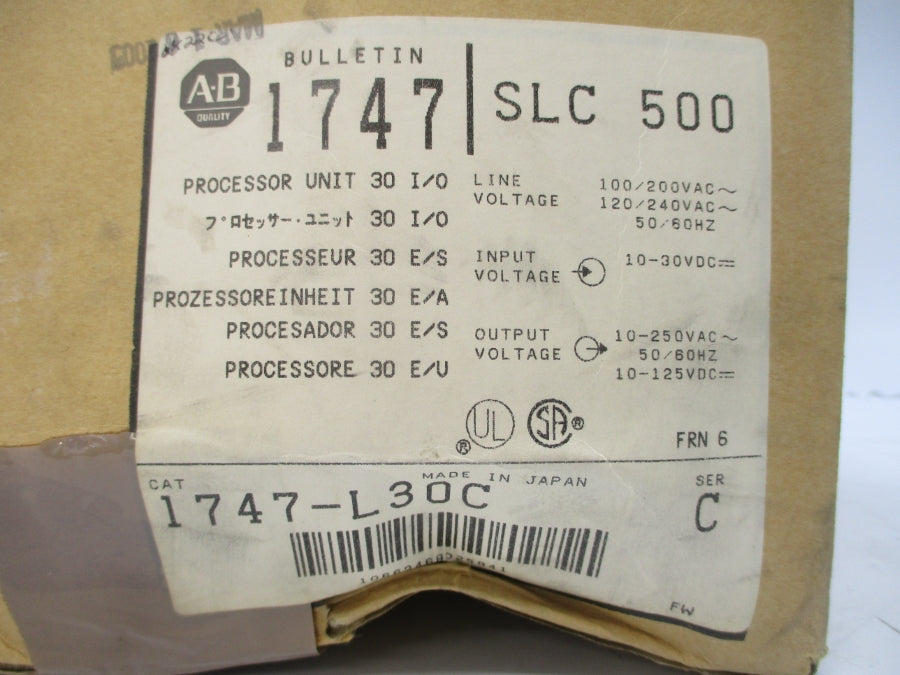 BULLETIN
A·B
QUALITY
1747
SLC 500
PROCESSOR UNIT 30 I/O
プロセッサー・ユニット 30 I/O
PROCESSEUR 30 E/S
PROZESSOREINHEIT 30 E/A
PROCESADOR 30 E/S
PROCESSORE 30 E/U
LINE VOLTAGE 100/200VAC~
120/240VAC~
50/60HZ
INPUT VOLTAGE 10-30VDC⎓
OUTPUT VOLTAGE 10-250VAC~
50/60HZ
10-125VDC⎓
UL ®
SA ®
FRN 6
MADE IN JAPAN
CAT
1747-L30C
SER
C
FW